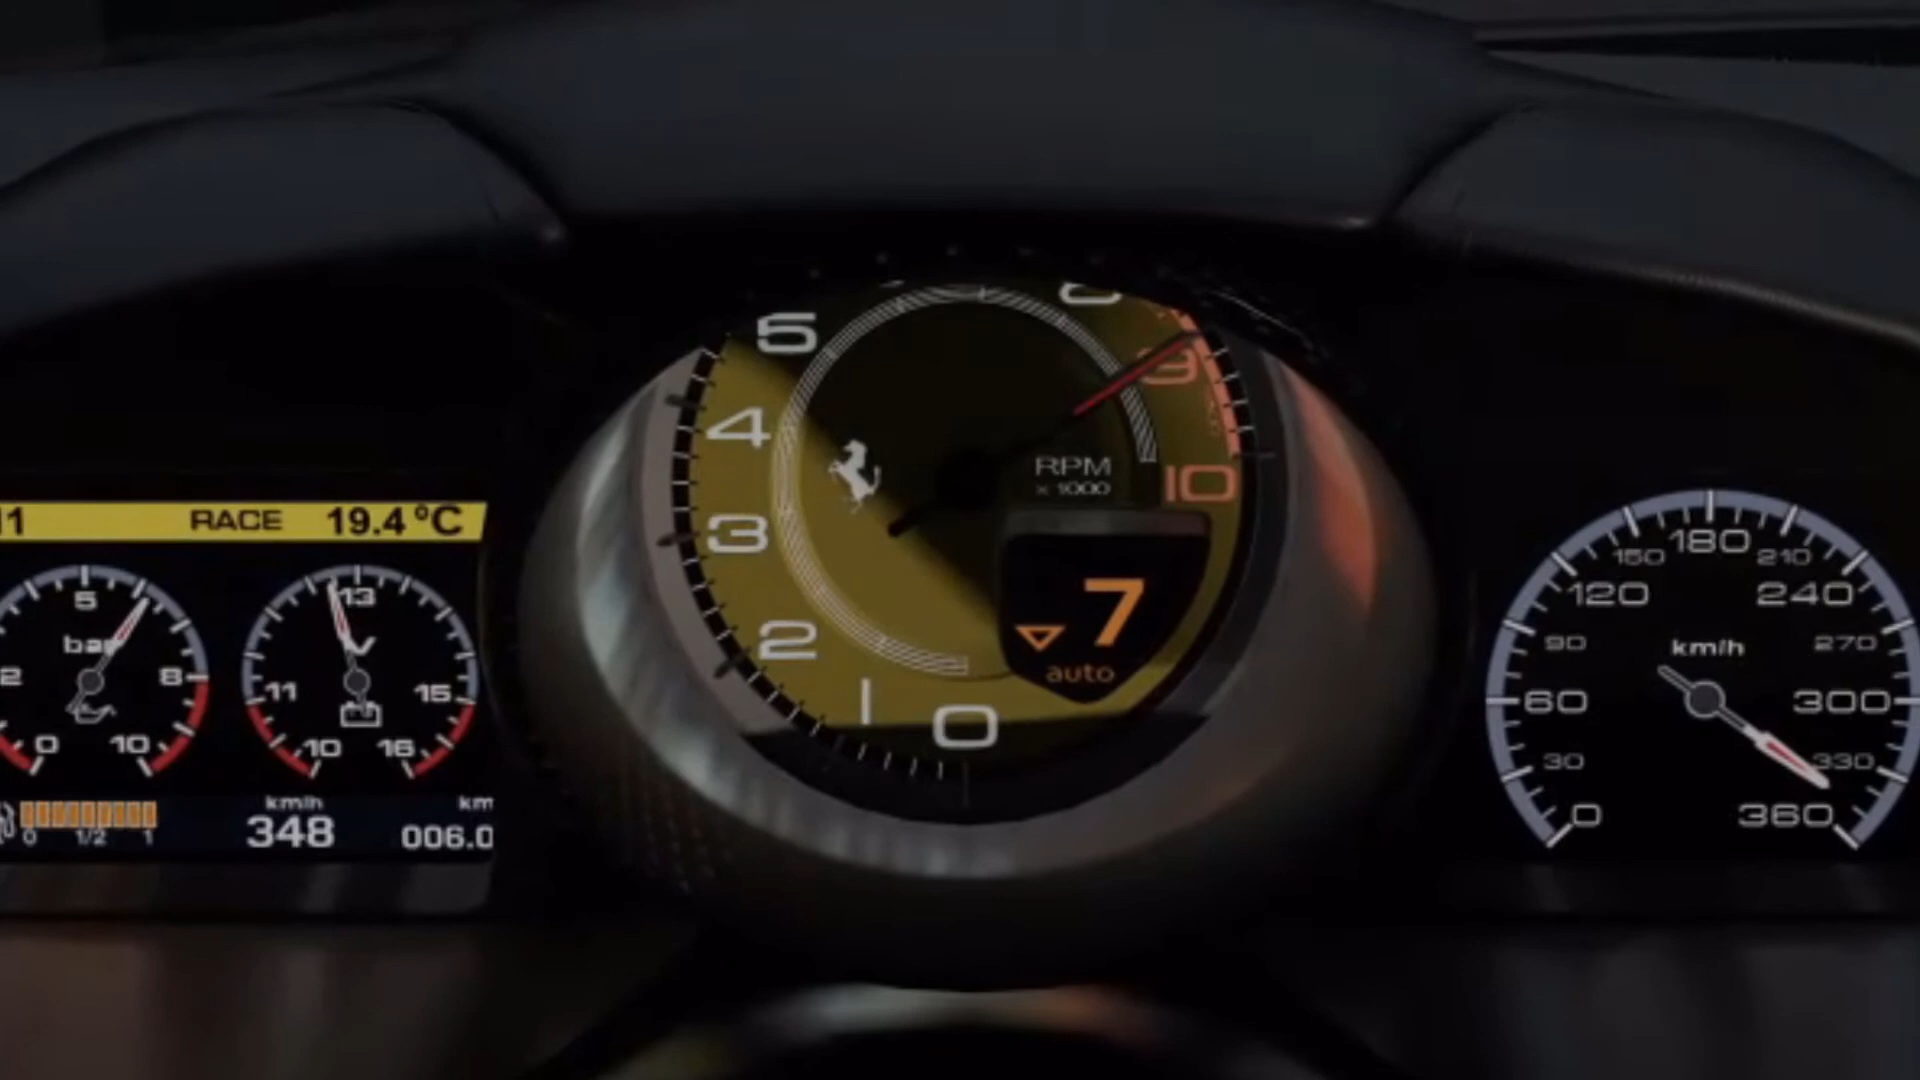 11 RACE 19.4°C
5
bar
2 8
0 10
13
V
11 15
10 16
0 1/2 1
km/h
348
km
006.0
5
4
3
2
1
0
9
10
RPM
x 1000
7
auto
180
150 210
120 240
90 270
km/h
60 300
30 330
0 360